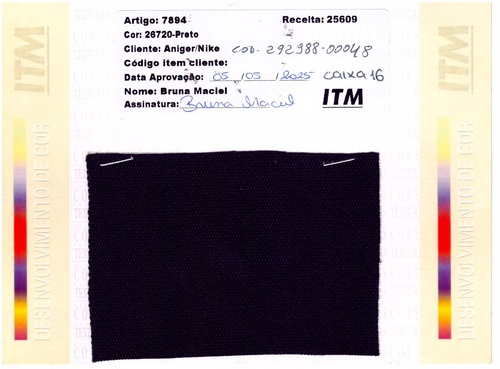 Artigo: 7894 Receita: 25609
Cor: 26720-Preto
Cliente: Aniger/Nike COD. 292988-00048
Código item cliente:
Data Aprovação: 05/05/2025 CAIXA 16
Nome: Bruna Maciel
Assinatura: Bruna Maciel
ITM
ITM
DESENVOLVIMENTO DE COR
ITM
DESENVOLVIMENTO DE COR